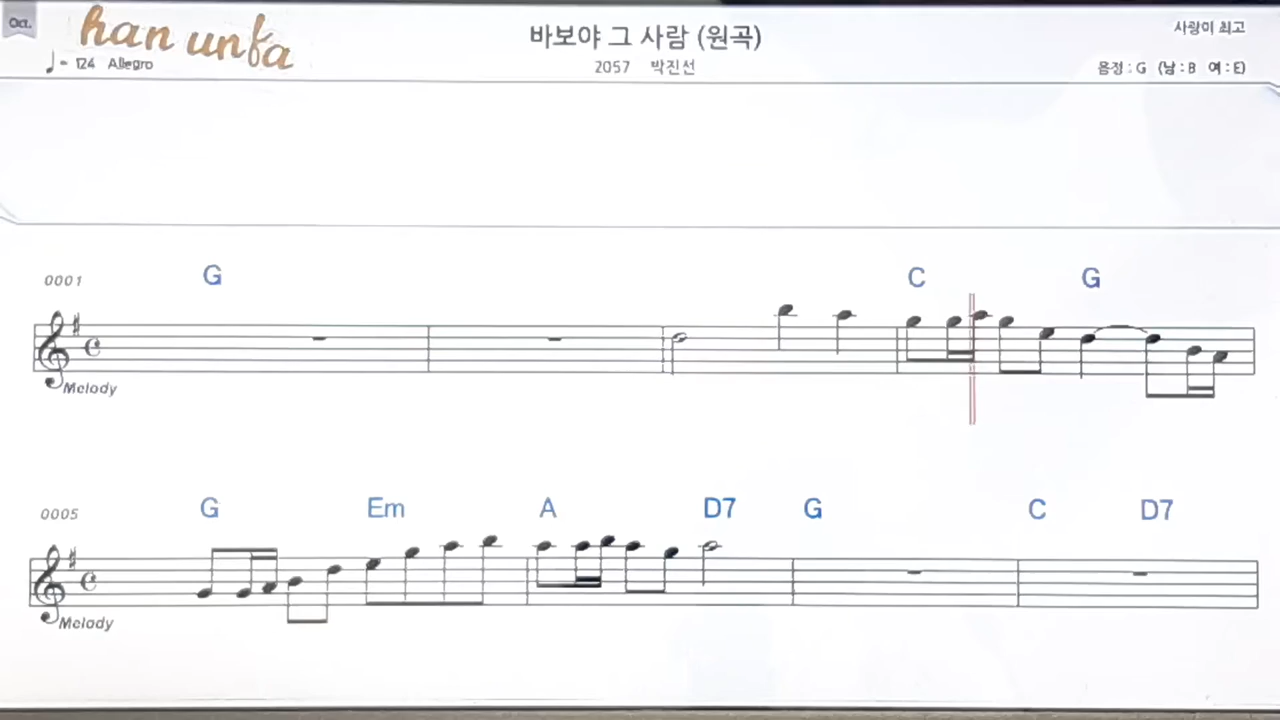 Oct.
han unfa
바보야 그 사람 (원곡)
사랑이 최고
♩= 124 Allegro
2057 박진선
음정 : G (남 : B 여 : E)
0001 G C G
Melody
0005 G Em A D7 G C D7
Melody